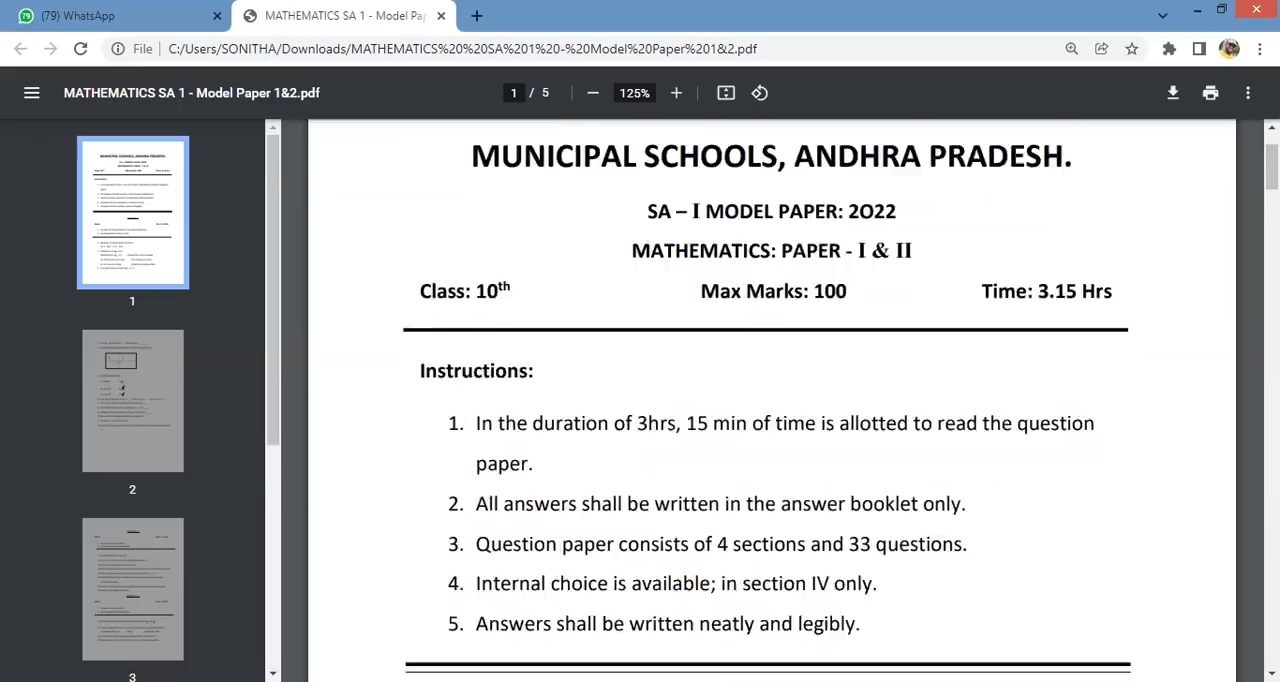 (79) WhatsApp
MATHEMATICS SA 1 - Model Pap
File C:/Users/SONITHA/Downloads/MATHEMATICS%20%20SA%201%20-%20Model%20Paper%201&2.pdf
MATHEMATICS SA 1 - Model Paper 1&2.pdf
1 / 5
125%
MUNICIPAL SCHOOLS, ANDHRA PRADESH.
SA – I MODEL PAPER: 2O22
MATHEMATICS: PAPER - I & II
Class: 10th Max Marks: 100 Time: 3.15 Hrs
Instructions:
1. In the duration of 3hrs, 15 min of time is allotted to read the question
paper.
2. All answers shall be written in the answer booklet only.
3. Question paper consists of 4 sections and 33 questions.
4. Internal choice is available; in section IV only.
5. Answers shall be written neatly and legibly.
1
2
3